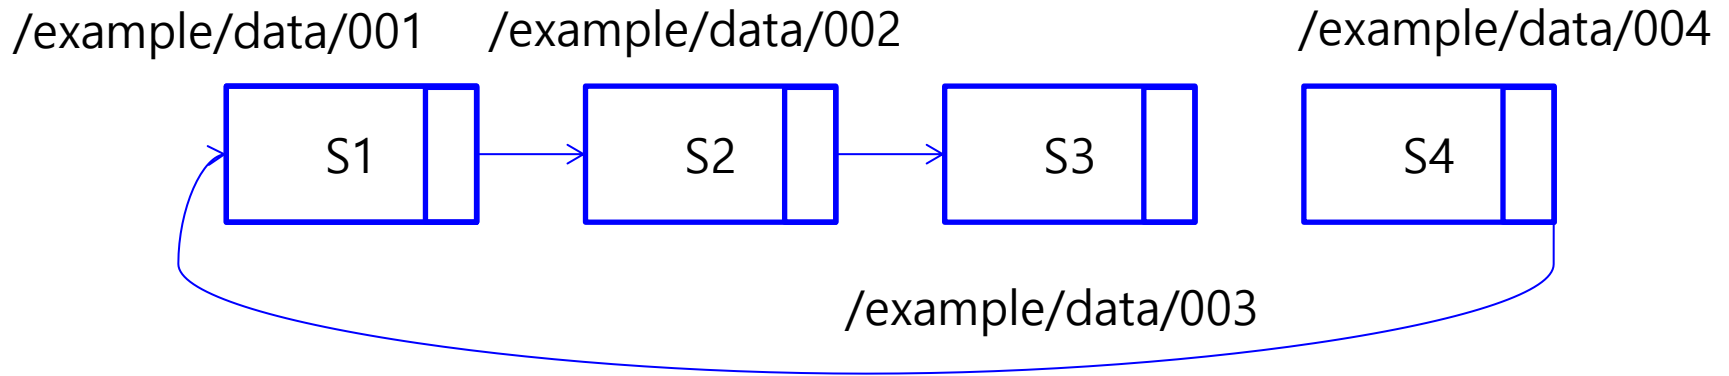 /example/data/001
/example/data/002
/example/data/004
S1
S2
S3
S4
/example/data/003